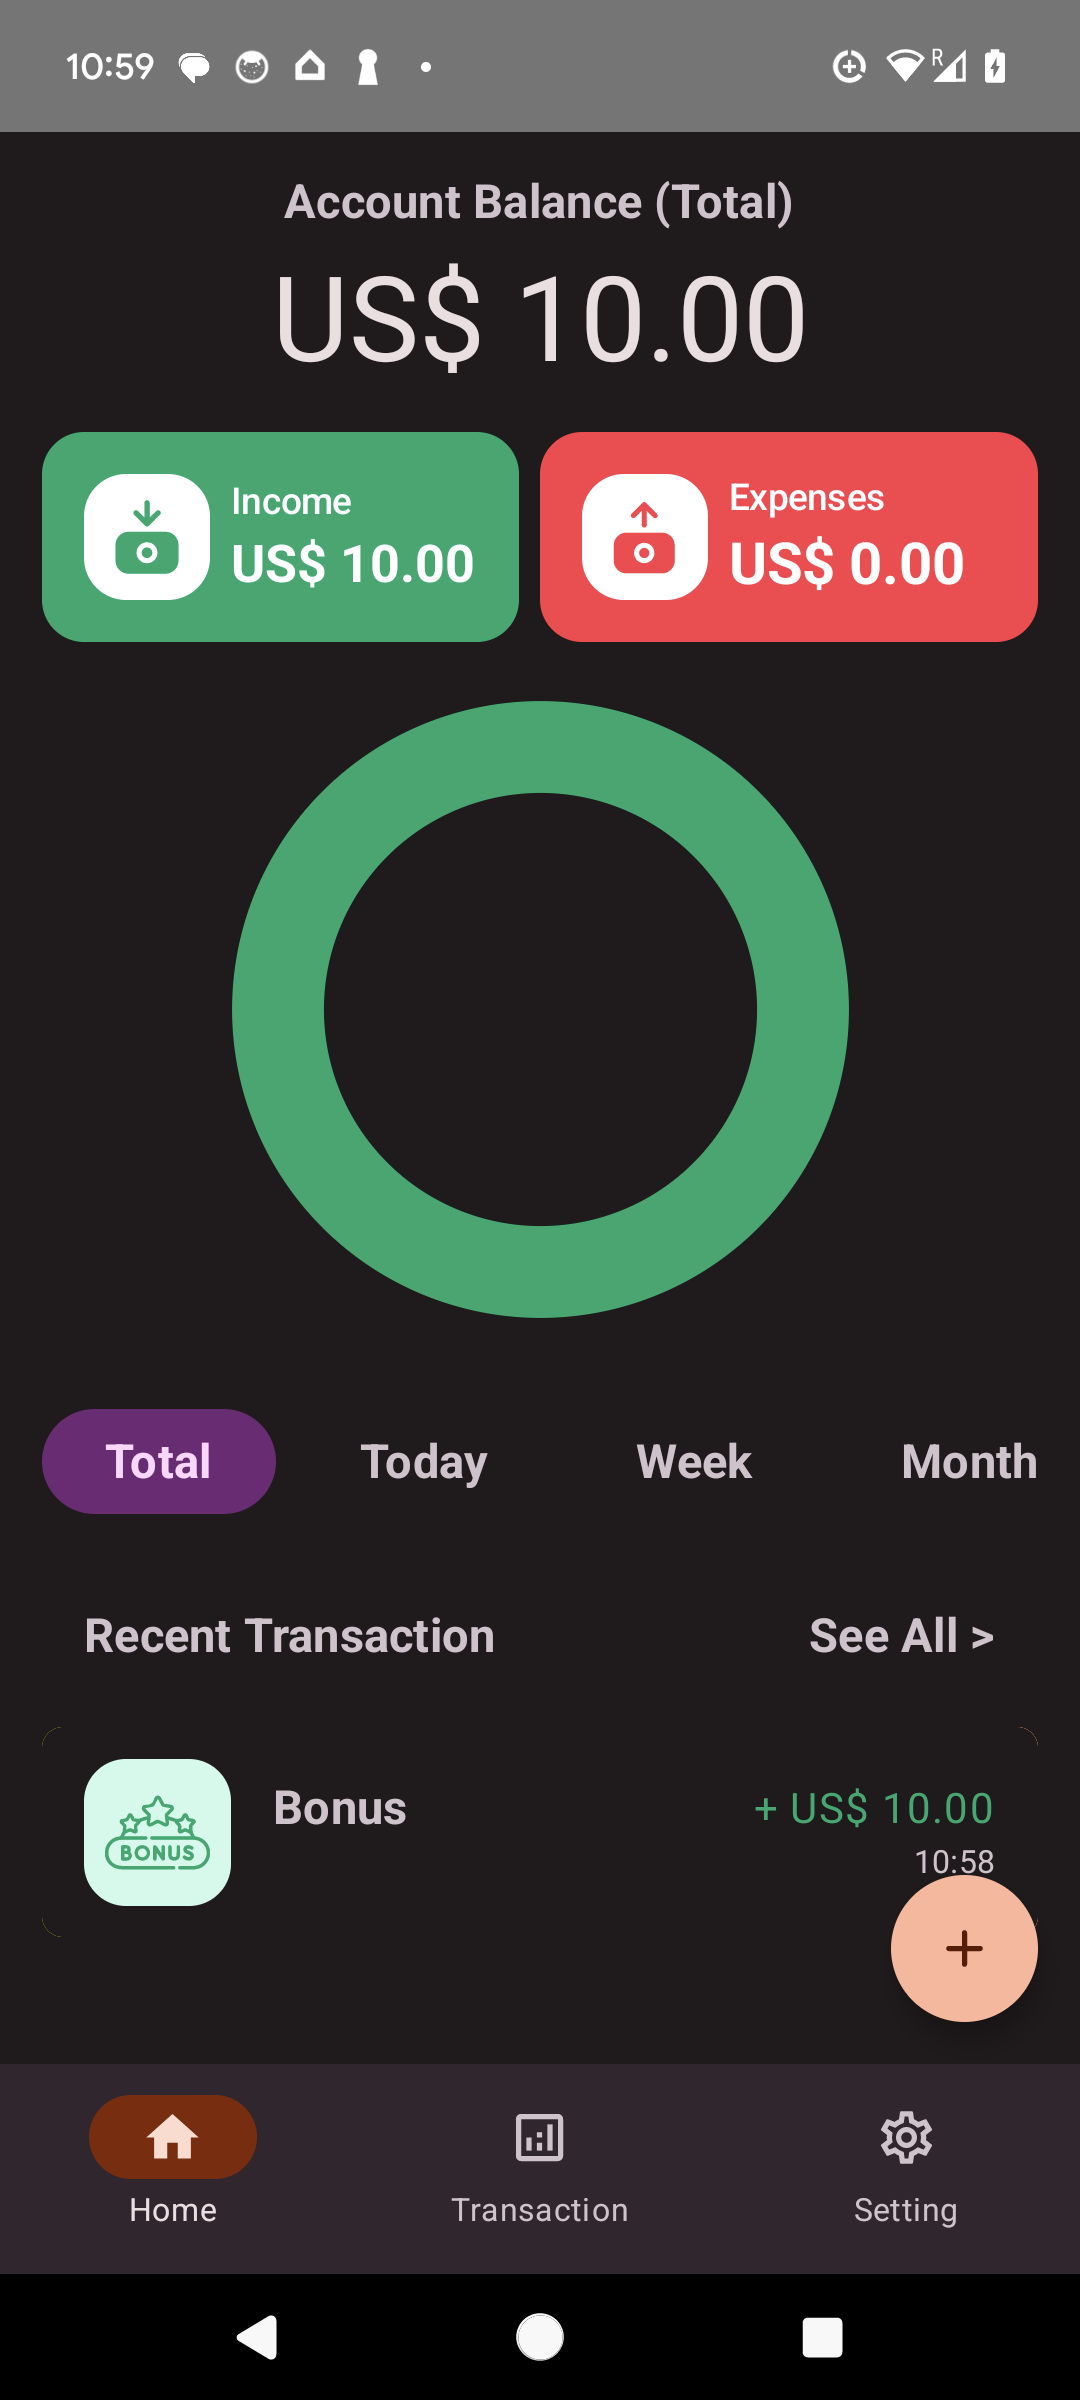 10:59
R
Account Balance (Total)
US$ 10.00
Income
US$ 10.00
Expenses
US$ 0.00
Total
Today
Week
Month
Recent Transaction
See All >
BONUS
Bonus
+ US$ 10.00
10:58
+
Home
Transaction
Setting